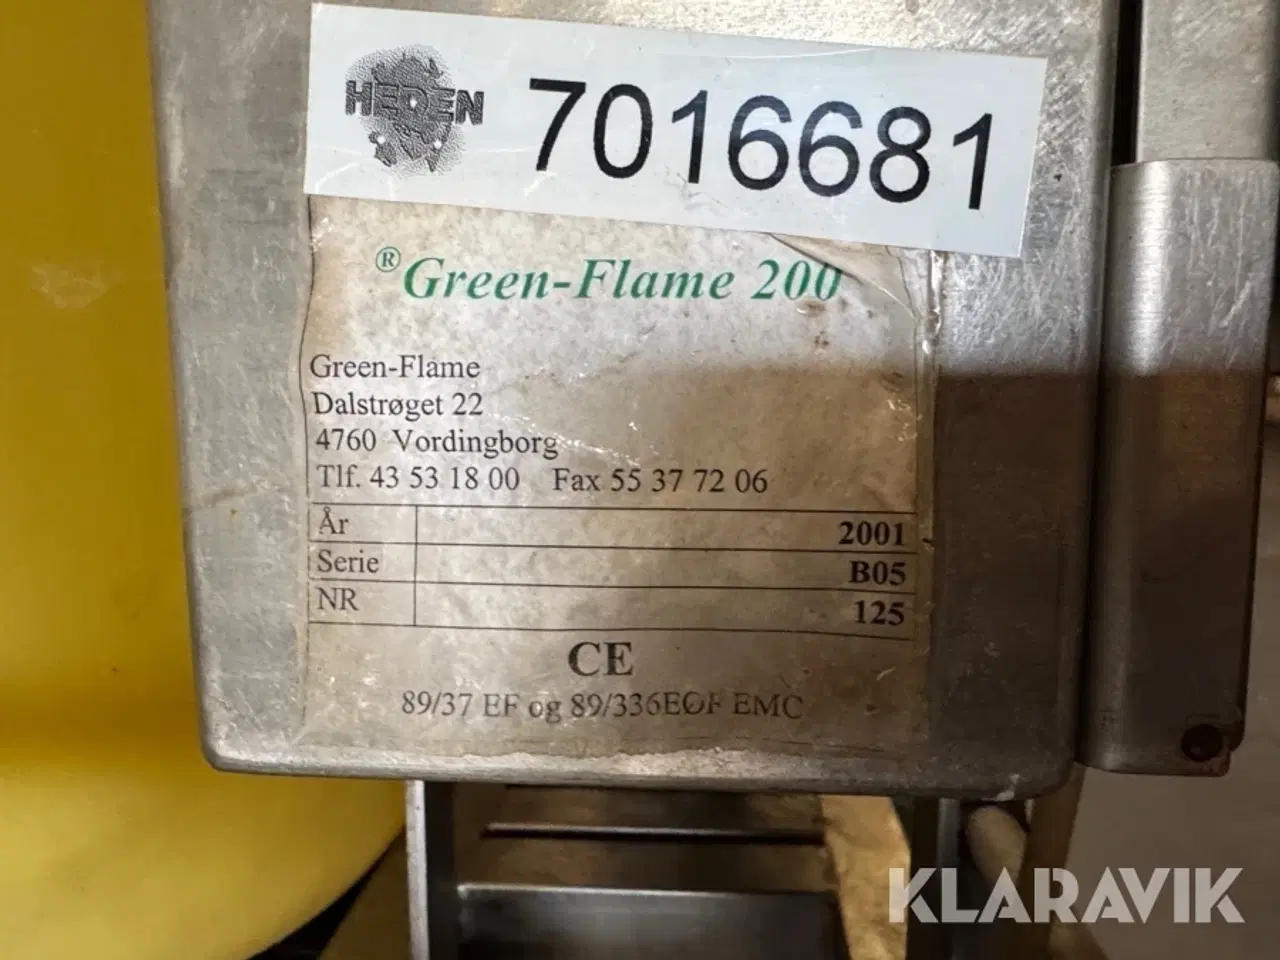 HEDEN 7016681
®Green-Flame 200
Green-Flame
Dalstrøget 22
4760 Vordingborg
Tlf. 43 53 18 00 Fax 55 37 72 06
År 2001
Serie B05
NR 125
CE
89/37 EF og 89/336EØF EMC
KLARAVIK